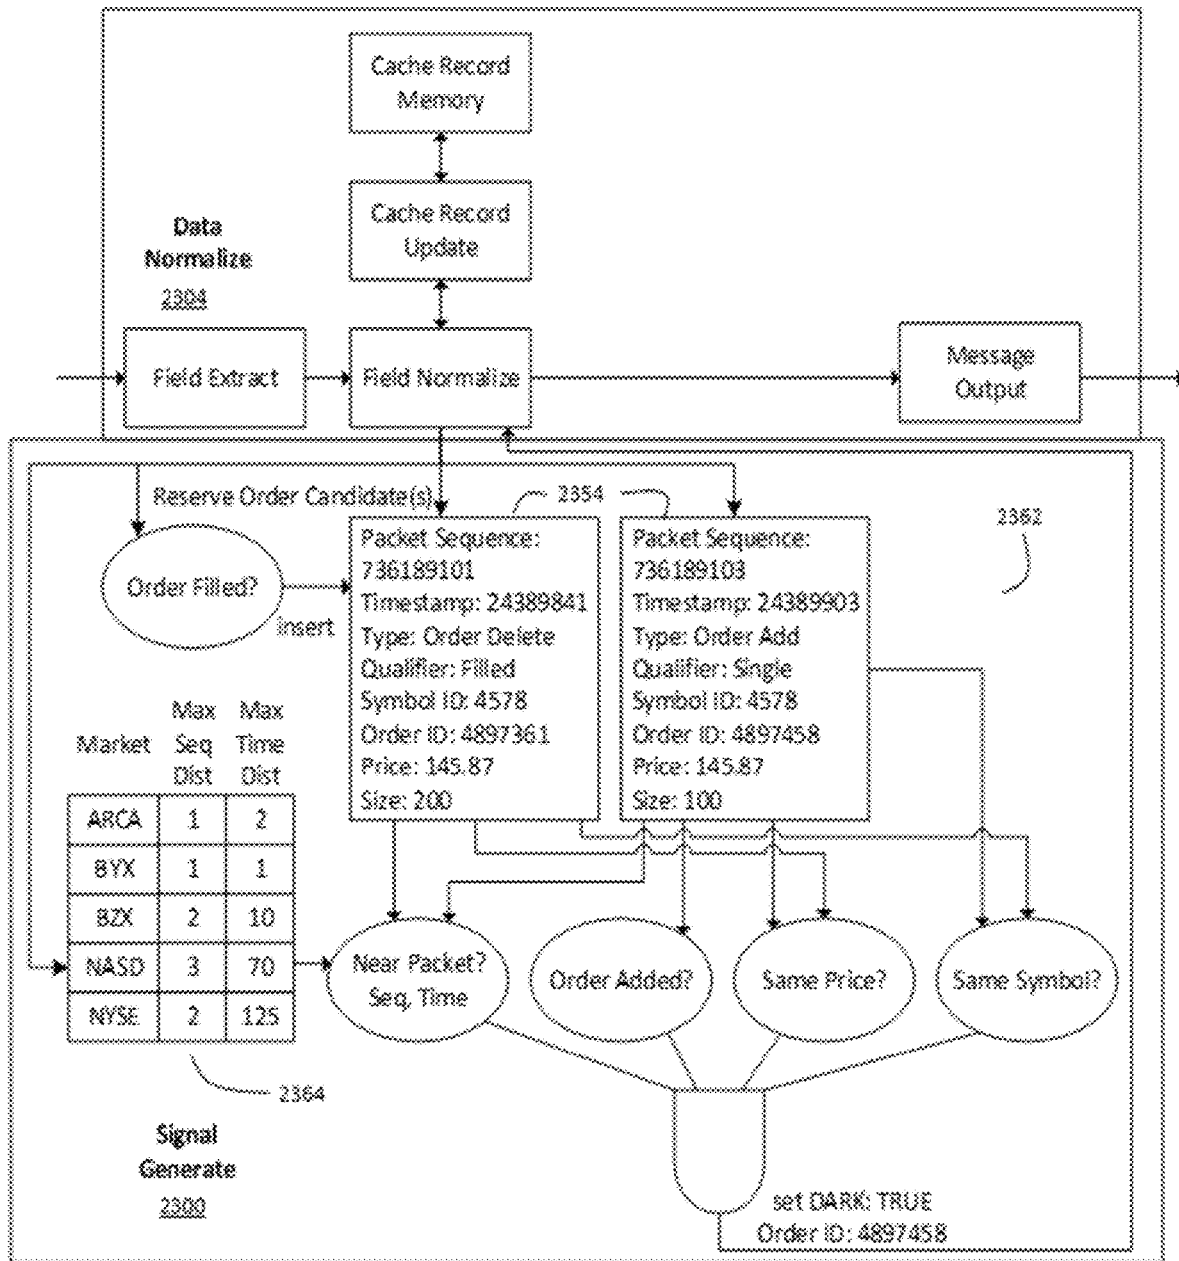 Cache Record
Memory
Cache Record
Update
Data
Normalize
2304
Field Extract
Field Normalize
Message
Output
Reserve Order Candidate(s)
2354
2362
Order Filled?
insert
Packet Sequence:
736189101
Timestamp: 24389841
Type: Order Delete
Qualifier: Filled
Symbol ID: 4578
Order ID: 4897361
Price: 145.87
Size: 200
Packet Sequence:
736189103
Timestamp: 24389903
Type: Order Add
Qualifier: Single
Symbol ID: 4578
Order ID: 4897458
Price: 145.87
Size: 100
Market Max Seq Dist Max Time Dist
ARCA 1 2
BYX 1 1
BZX 2 10
NASD 3 70
NYSE 2 125
2364
Near Packet?
Seq, Time
Order Added?
Same Price?
Same Symbol?
Signal
Generate
2300
set DARK: TRUE
Order ID: 4897458